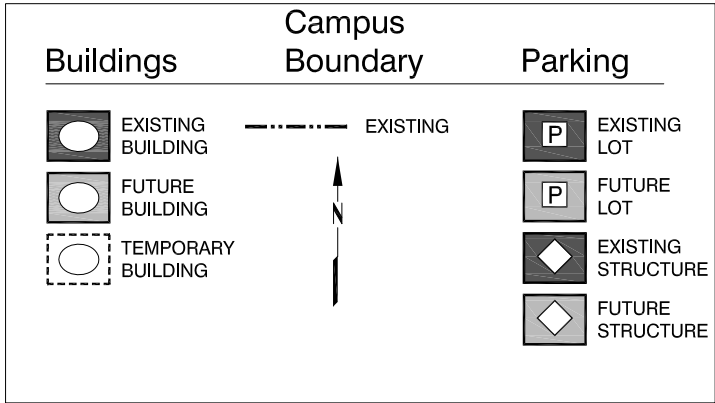 Buildings
Campus
Boundary
Parking
EXISTING
BUILDING
FUTURE
BUILDING
TEMPORARY
BUILDING
EXISTING
N
P
EXISTING
LOT
P
FUTURE
LOT
EXISTING
STRUCTURE
FUTURE
STRUCTURE